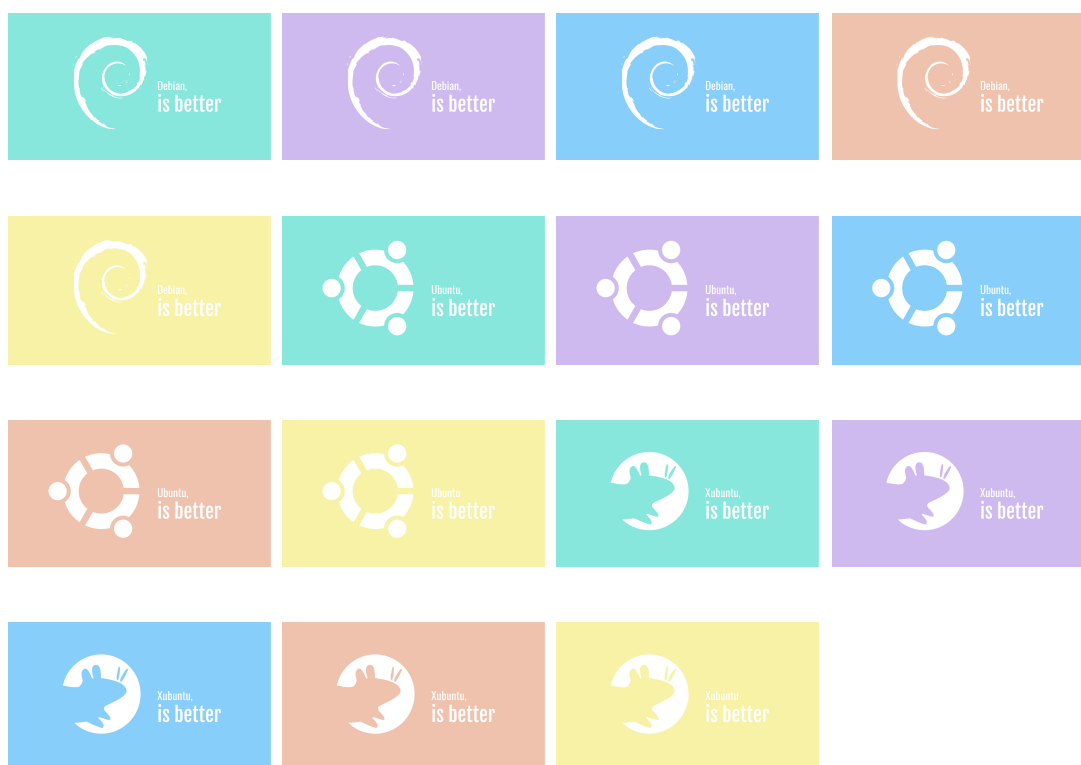 Debian,
is better
Debian,
is better
Debian,
is better
Debian,
is better
Debian,
is better
Ubuntu,
is better
Ubuntu,
is better
Ubuntu,
is better
Ubuntu,
is better
Ubuntu,
is better
Xubuntu,
is better
Xubuntu,
is better
Xubuntu,
is better
Xubuntu,
is better
Xubuntu,
is better